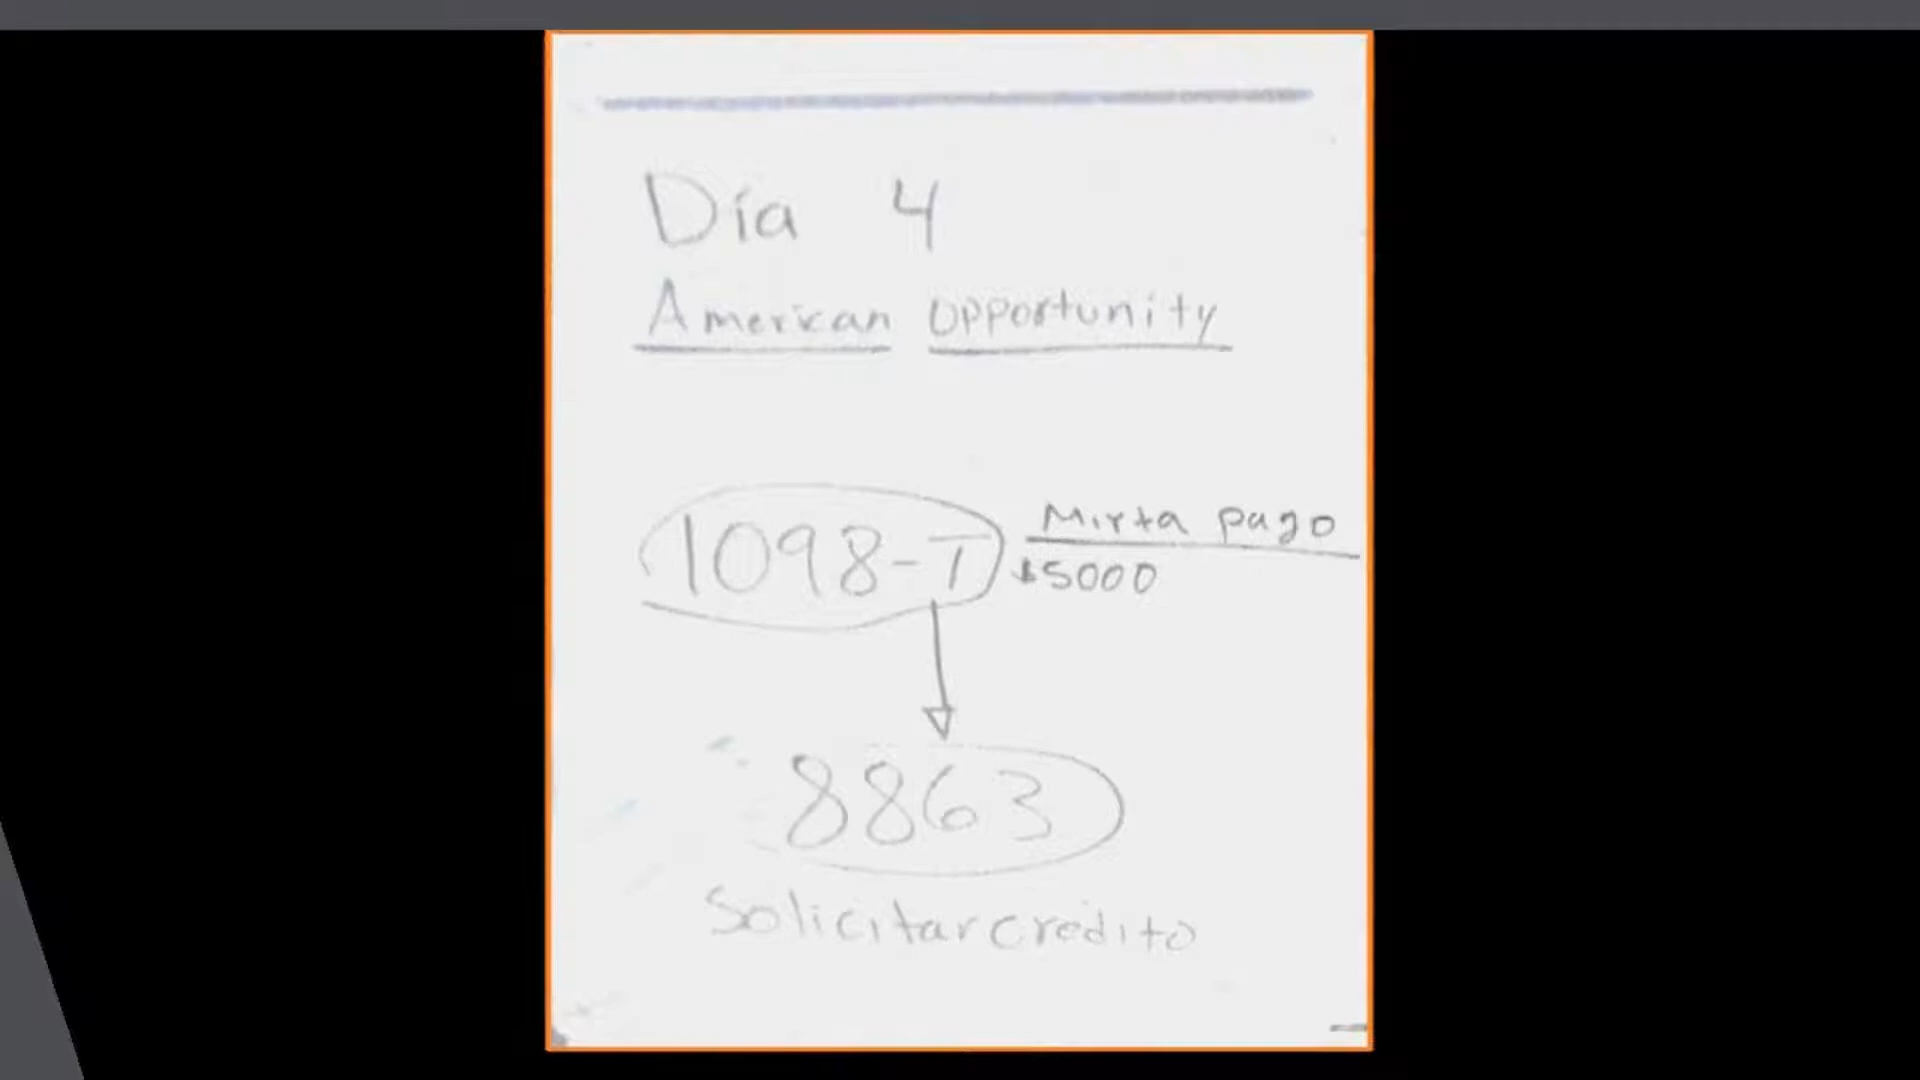 Día 4
American opportunity
1098-T
Mirta pago
$5000
8863
Solicitar credito